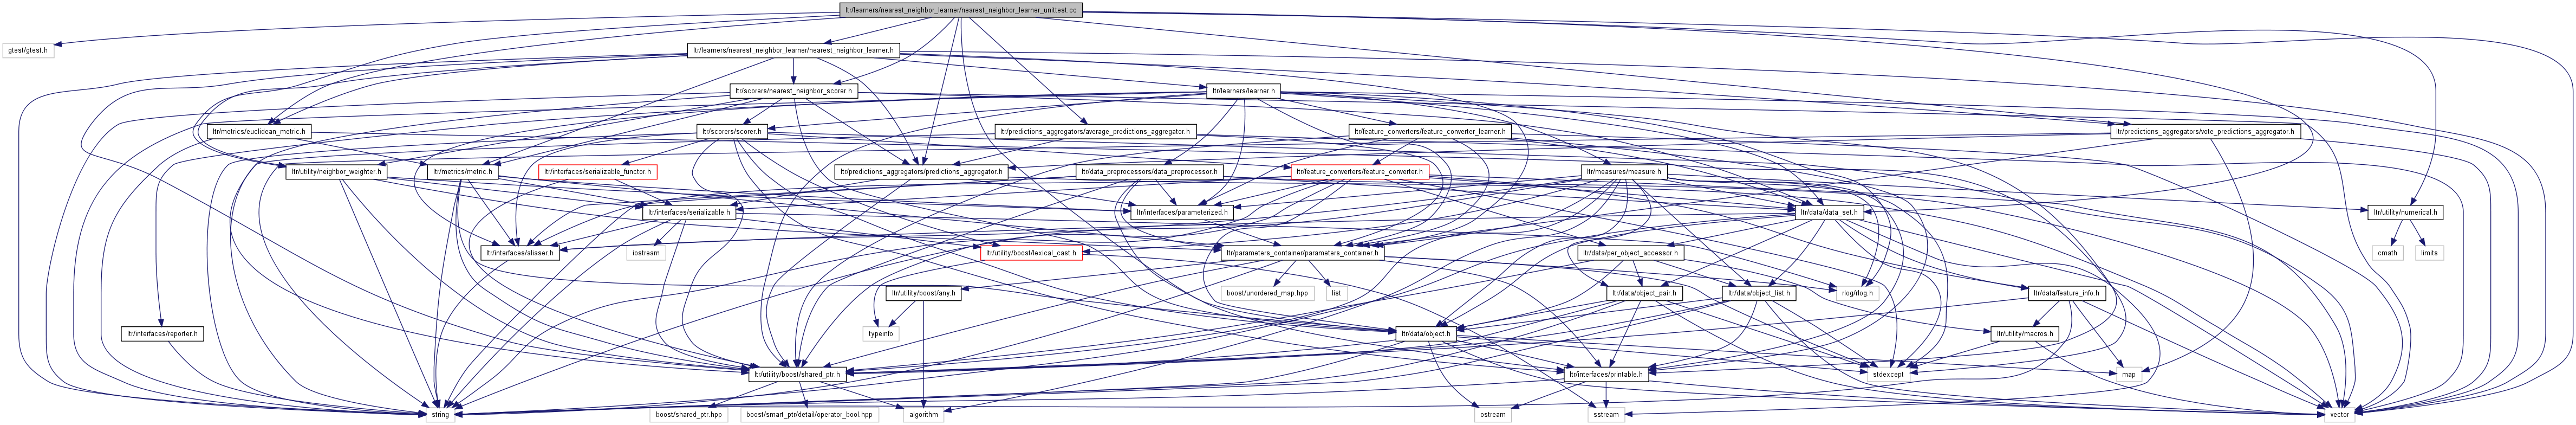 ltr/learners/nearest_neighbor_learner/nearest_neighbor_learner_unittest.cc
gtest/gtest.h
ltr/learners/nearest_neighbor_learner/nearest_neighbor_learner.h
ltr/scorers/nearest_neighbor_scorer.h
ltr/learners/learner.h
ltr/metrics/euclidean_metric.h
ltr/scorers/scorer.h
ltr/predictions_aggregators/average_predictions_aggregator.h
ltr/feature_converters/feature_converter_learner.h
ltr/predictions_aggregators/vote_predictions_aggregator.h
ltr/utility/neighbor_weighter.h
ltr/metrics/metric.h
ltr/interfaces/serializable_functor.h
ltr/predictions_aggregators/predictions_aggregator.h
ltr/data_preprocessors/data_preprocessor.h
ltr/feature_converters/feature_converter.h
ltr/measures/measure.h
ltr/interfaces/serializable.h
ltr/interfaces/parameterized.h
ltr/data/data_set.h
ltr/utility/numerical.h
ltr/interfaces/aliaser.h
iostream
ltr/utility/boost/lexical_cast.h
ltr/parameters_container/parameters_container.h
ltr/data/per_object_accessor.h
cmath
limits
ltr/utility/boost/any.h
boost/unordered_map.hpp
list
ltr/data/object_pair.h
ltr/data/object_list.h
rlog/rlog.h
ltr/data/feature_info.h
ltr/interfaces/reporter.h
typeinfo
ltr/data/object.h
ltr/utility/macros.h
ltr/utility/boost/shared_ptr.h
ltr/interfaces/printable.h
stdexcept
map
string
boost/shared_ptr.hpp
boost/smart_ptr/detail/operator_bool.hpp
algorithm
ostream
sstream
vector